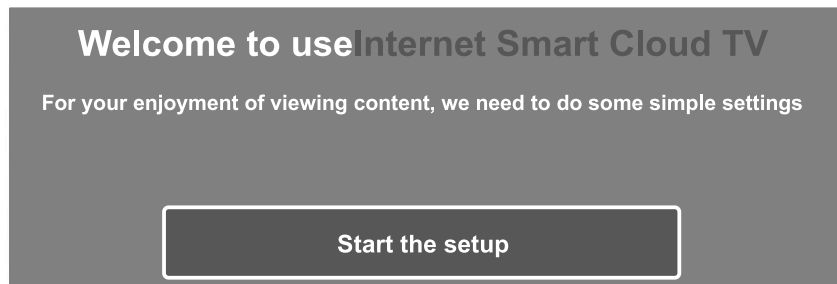 Welcome to useInternet Smart Cloud TV
For your enjoyment of viewing content, we need to do some simple settings
Start the setup